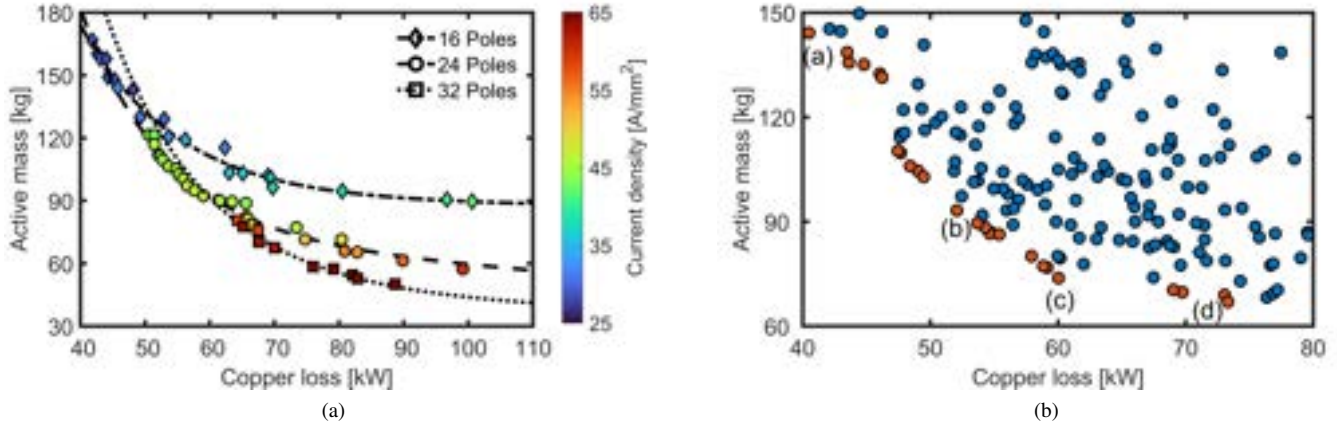 180
150
120
90
60
30
Active mass [kg]
40 50 60 70 80 90 100 110
Copper loss [kW]
16 Poles
24 Poles
32 Poles
65
55
45
35
25
Current density [A/mm²]
(a)
150
120
90
60
Active mass [kg]
(a)
(b)
(c)
(d)
40 50 60 70 80
Copper loss [kW]
(b)